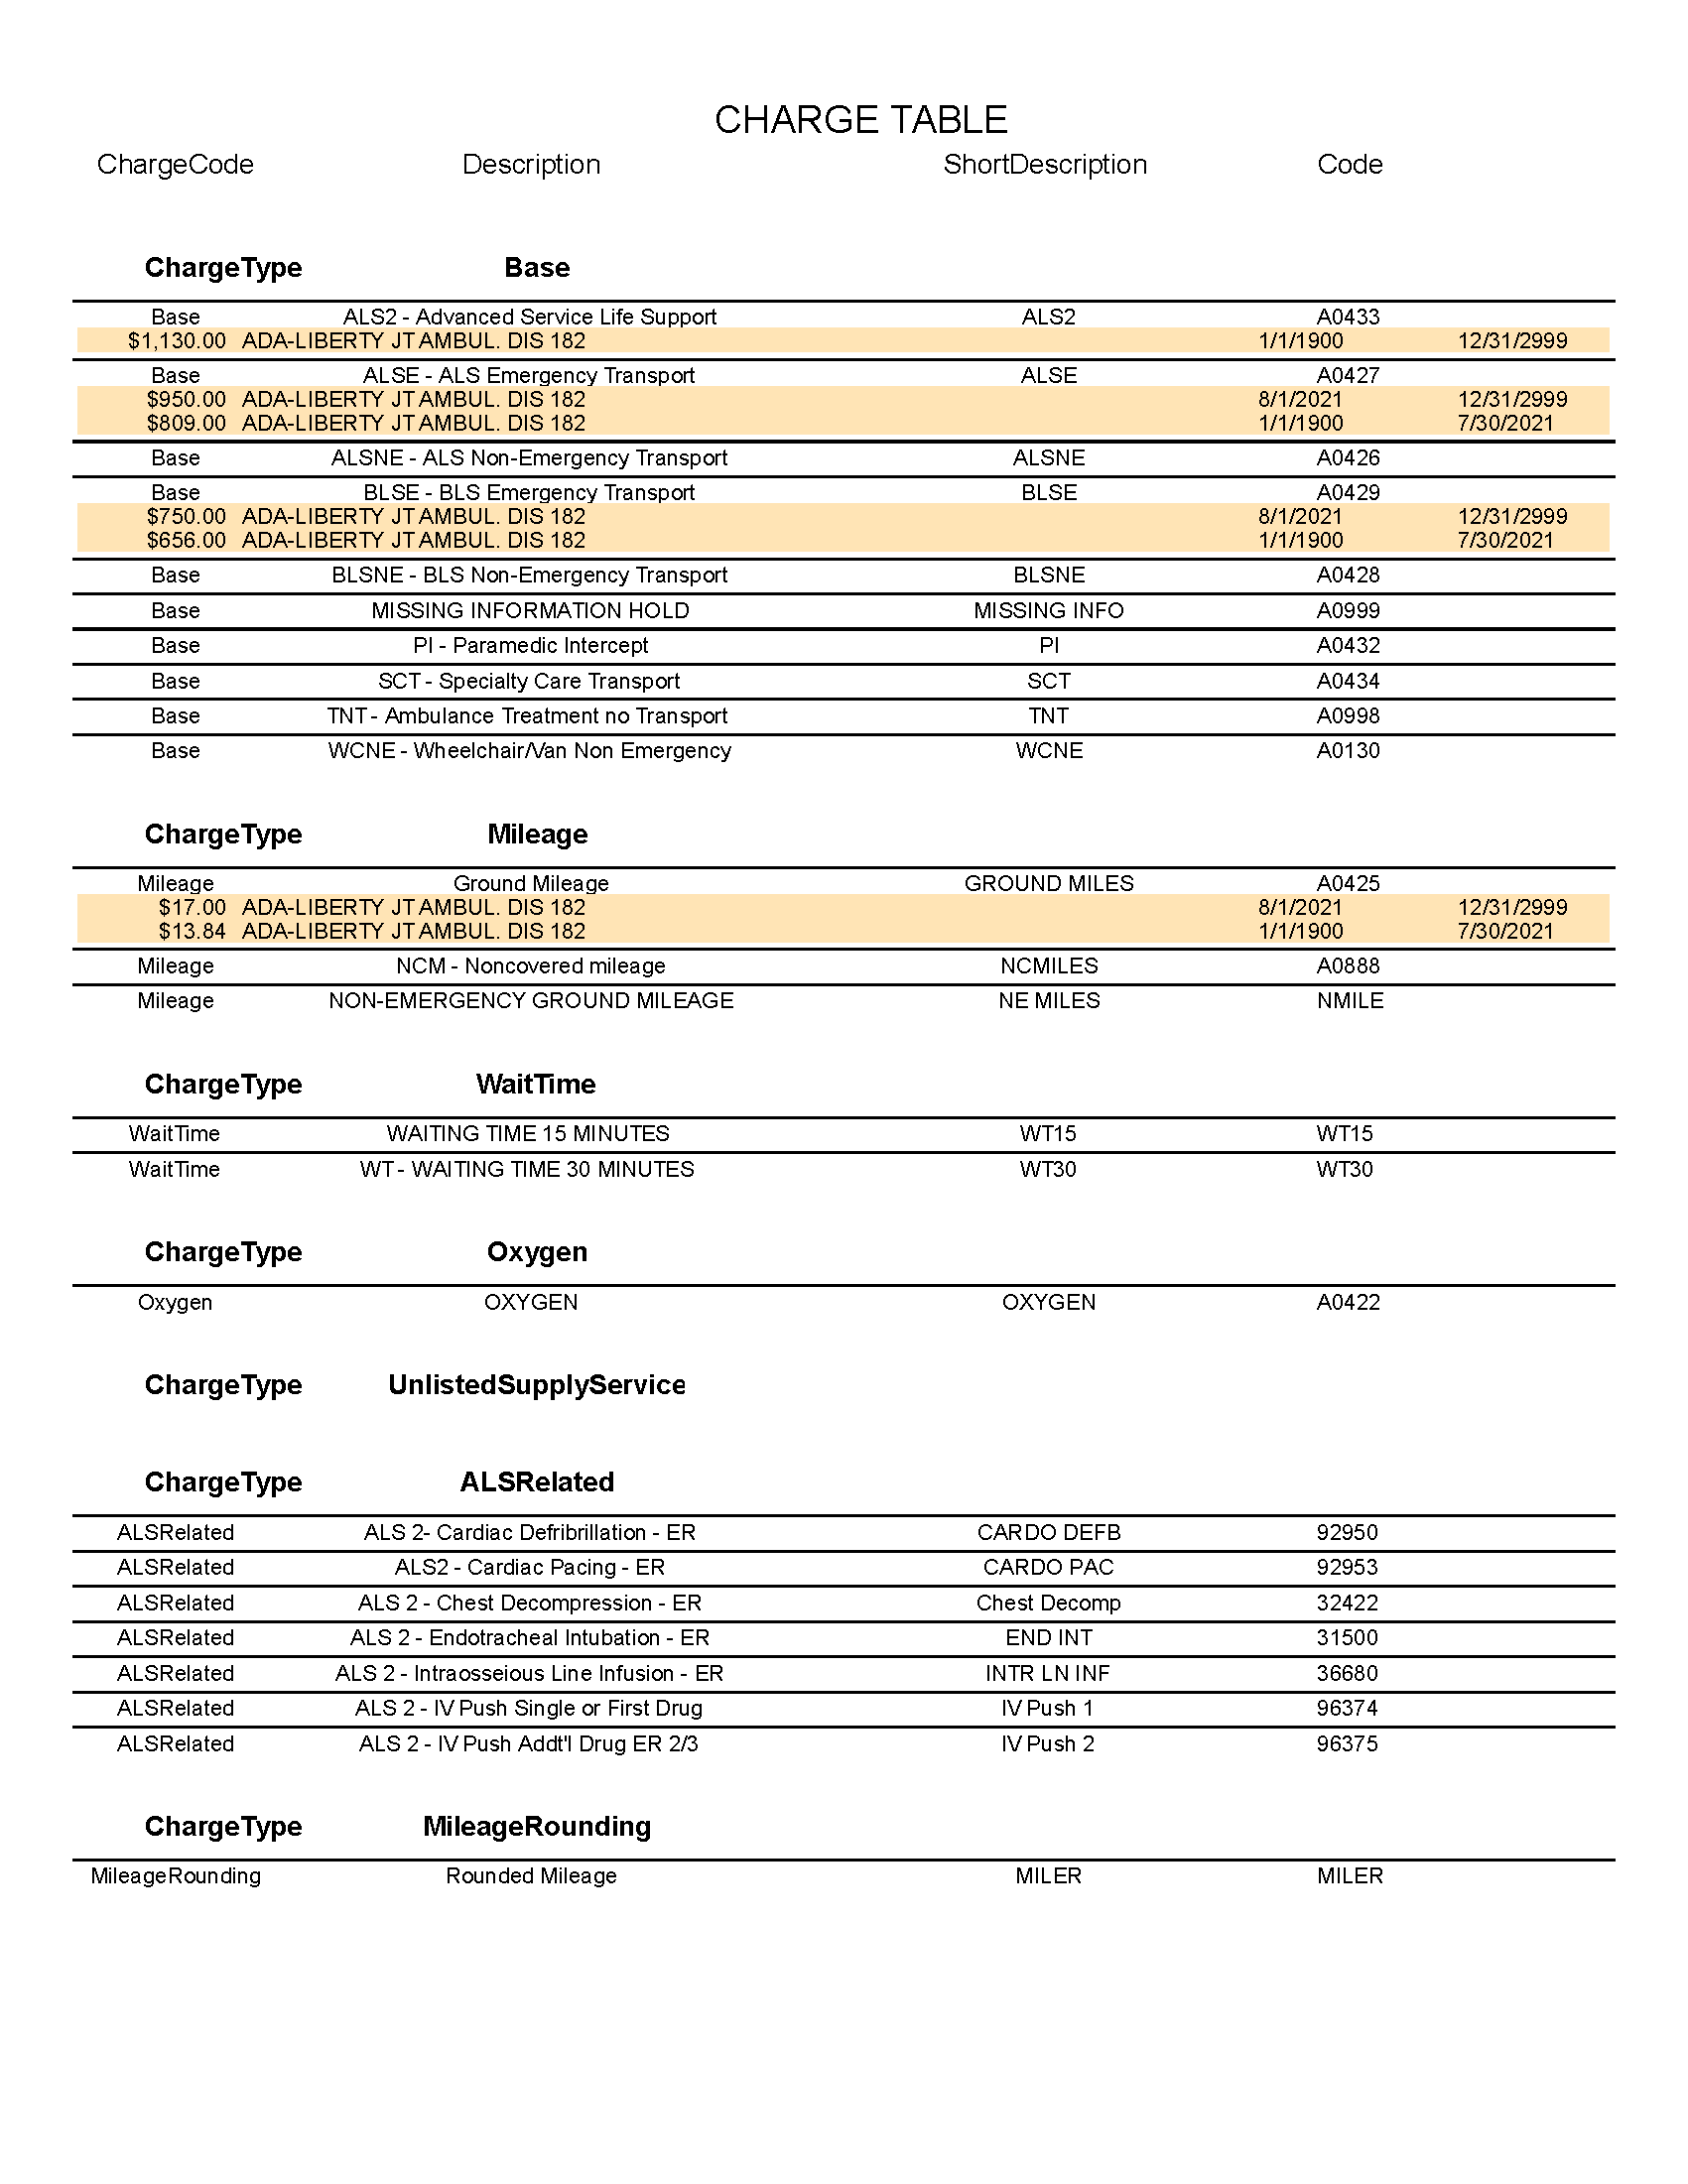 CHARGE TABLE
ChargeCode Description ShortDescription Code
ChargeType Base
Base ALS2 - Advanced Service Life Support ALS2 A0433
$1,130.00 ADA-LIBERTY JT AMBUL. DIS 182 1/1/1900 12/31/2999
Base ALSE - ALS Emergency Transport ALSE A0427
$950.00 ADA-LIBERTY JT AMBUL. DIS 182 8/1/2021 12/31/2999
$809.00 ADA-LIBERTY JT AMBUL. DIS 182 1/1/1900 7/30/2021
Base ALSNE - ALS Non-Emergency Transport ALSNE A0426
Base BLSE - BLS Emergency Transport BLSE A0429
$750.00 ADA-LIBERTY JT AMBUL. DIS 182 8/1/2021 12/31/2999
$656.00 ADA-LIBERTY JT AMBUL. DIS 182 1/1/1900 7/30/2021
Base BLSNE - BLS Non-Emergency Transport BLSNE A0428
Base MISSING INFORMATION HOLD MISSING INFO A0999
Base PI - Paramedic Intercept PI A0432
Base SCT - Specialty Care Transport SCT A0434
Base TNT - Ambulance Treatment no Transport TNT A0998
Base WCNE - Wheelchair/Van Non Emergency WCNE A0130
ChargeType Mileage
Mileage Ground Mileage GROUND MILES A0425
$17.00 ADA-LIBERTY JT AMBUL. DIS 182 8/1/2021 12/31/2999
$13.84 ADA-LIBERTY JT AMBUL. DIS 182 1/1/1900 7/30/2021
Mileage NCM - Noncovered mileage NCMILES A0888
Mileage NON-EMERGENCY GROUND MILEAGE NE MILES NMILE
ChargeType WaitTime
WaitTime WAITING TIME 15 MINUTES WT15 WT15
WaitTime WT - WAITING TIME 30 MINUTES WT30 WT30
ChargeType Oxygen
Oxygen OXYGEN OXYGEN A0422
ChargeType UnlistedSupplyService
ChargeType ALSRelated
ALSRelated ALS 2- Cardiac Defribrillation - ER CARDO DEFB 92950
ALSRelated ALS2 - Cardiac Pacing - ER CARDO PAC 92953
ALSRelated ALS 2 - Chest Decompression - ER Chest Decomp 32422
ALSRelated ALS 2 - Endotracheal Intubation - ER END INT 31500
ALSRelated ALS 2 - Intraosseious Line Infusion - ER INTR LN INF 36680
ALSRelated ALS 2 - IV Push Single or First Drug IV Push 1 96374
ALSRelated ALS 2 - IV Push Addt'l Drug ER 2/3 IV Push 2 96375
ChargeType MileageRounding
MileageRounding Rounded Mileage MILER MILER